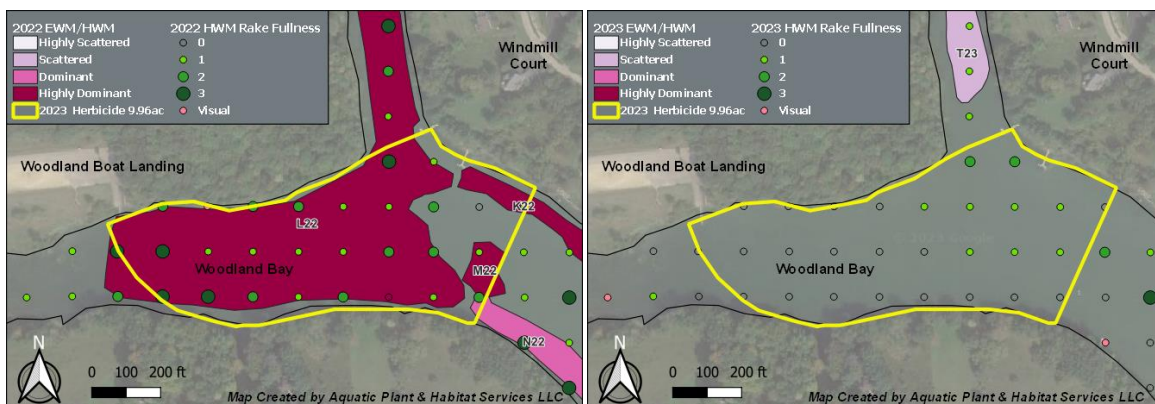 2022 EWM/HWM 2022 HWM Rake Fullness
Highly Scattered 0
Scattered 1
Dominant 2
Highly Dominant 3
2023 Herbicide 9.96ac Visual
Windmill
Court
Woodland Boat Landing
L22
K22
Woodland Bay
M22
N22
N
0 100 200 ft
Map Created by Aquatic Plant & Habitat Services LLC
2023 EWM/HWM 2023 HWM Rake Fullness
Highly Scattered 0
Scattered 1
Dominant 2
Highly Dominant 3
2023 Herbicide 9.96ac Visual
T23
Windmill
Court
Woodland Boat Landing
Woodland Bay
N
0 100 200 ft
Map Created by Aquatic Plant & Habitat Services LLC